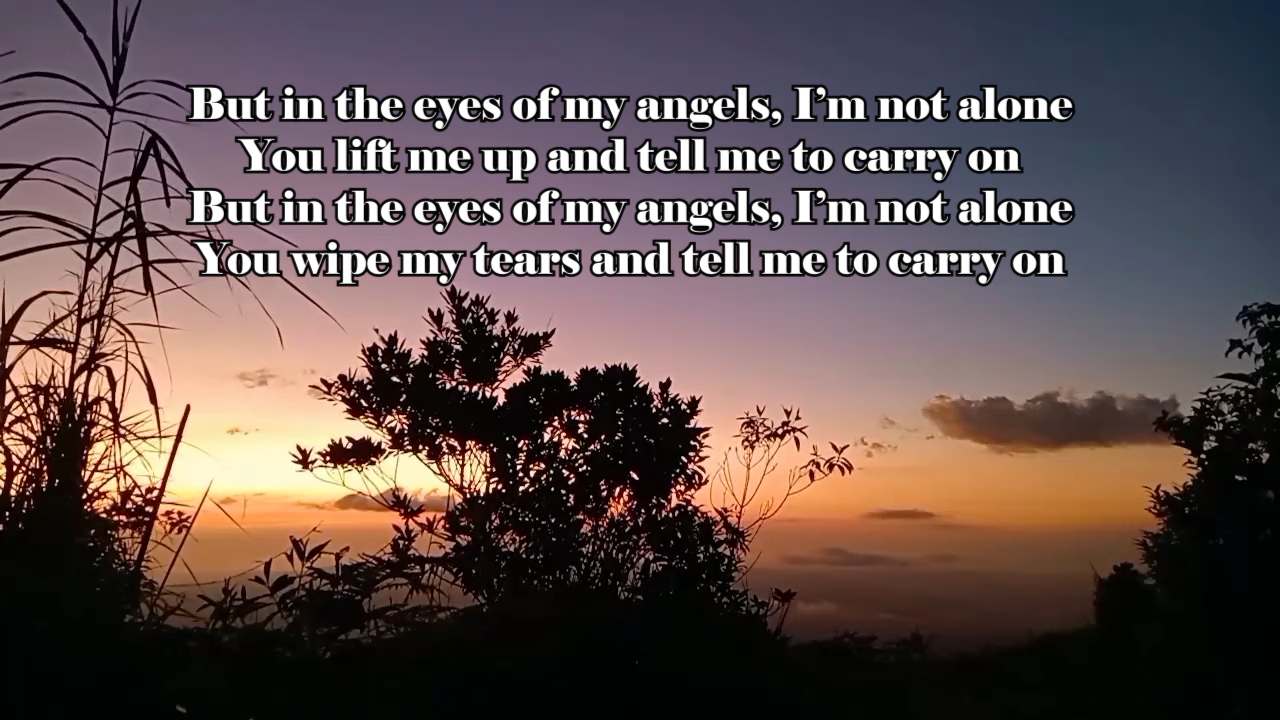 But in the eyes of my angels, I’m not alone
You lift me up and tell me to carry on
But in the eyes of my angels, I’m not alone
You wipe my tears and tell me to carry on